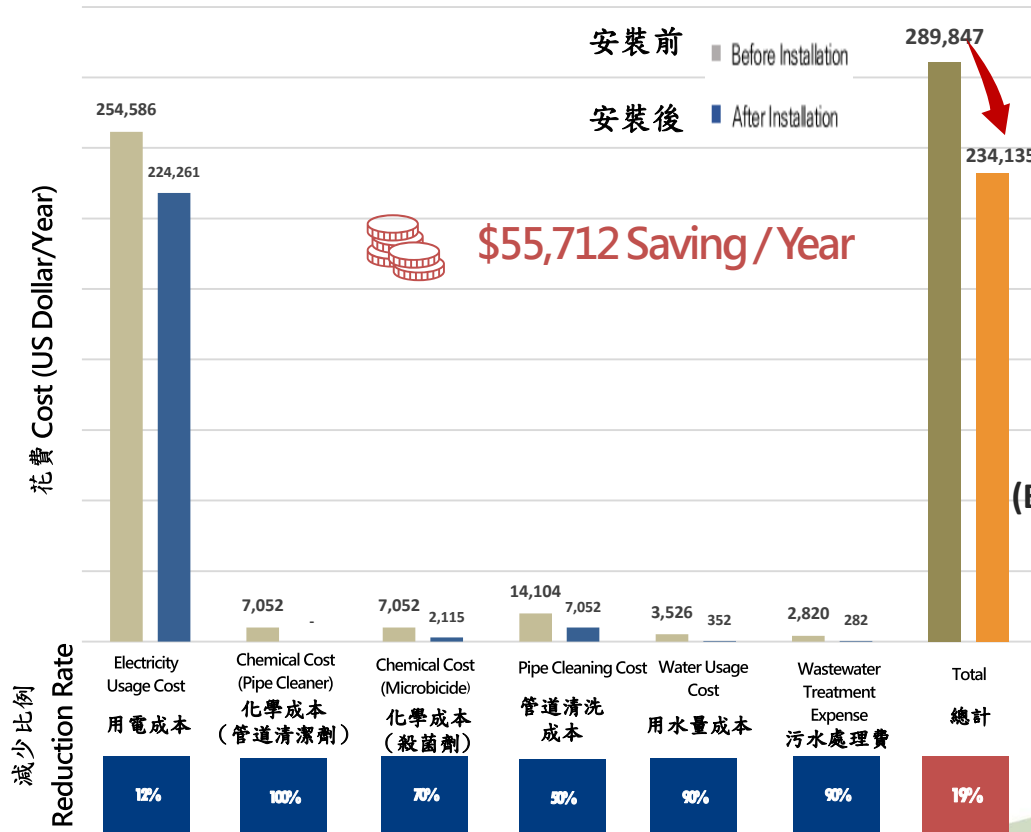 安裝前
Before Installation
安裝後
After Installation
289,847
234,135
254,586
224,261
$55,712 Saving / Year
花費 Cost (US Dollar/Year)
(E
7,052
-
7,052
2,115
14,104
7,052
3,526
352
2,820
282
Electricity
Usage Cost
用電成本
Chemical Cost
(Pipe Cleaner)
化學成本
(管道清潔劑)
Chemical Cost
(Microbicide)
化學成本
(殺菌劑)
Pipe Cleaning Cost
管道清洗
成本
Water Usage
Cost
用水量成本
Wastewater
Treatment
Expense
污水處理費
Total
總計
減少比例
Reduction Rate
12%
100%
70%
50%
90%
90%
19%